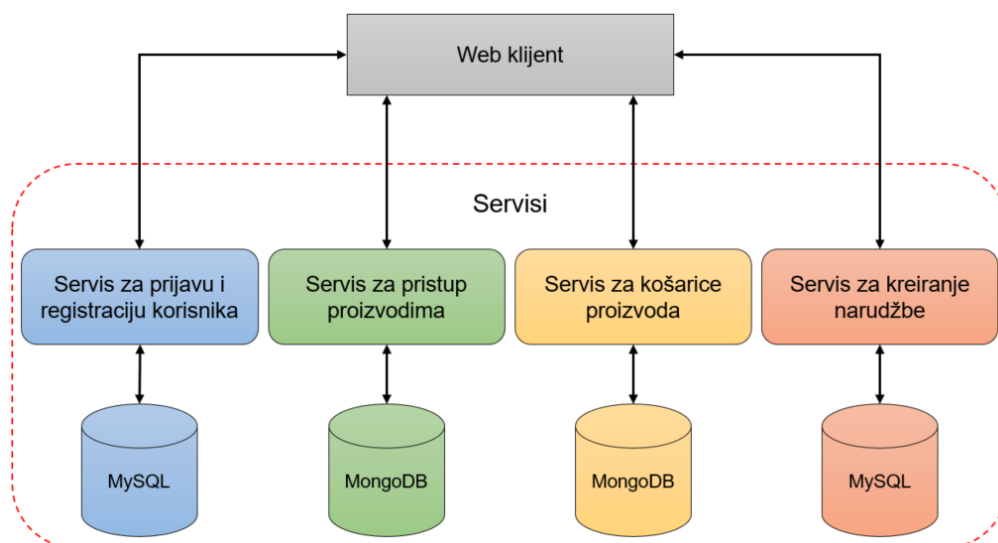 Web klijent
Servisi
Servis za prijavu i
registraciju korisnika
Servis za pristup
proizvodima
Servis za košarice
proizvoda
Servis za kreiranje
narudžbe
MySQL
MongoDB
MongoDB
MySQL